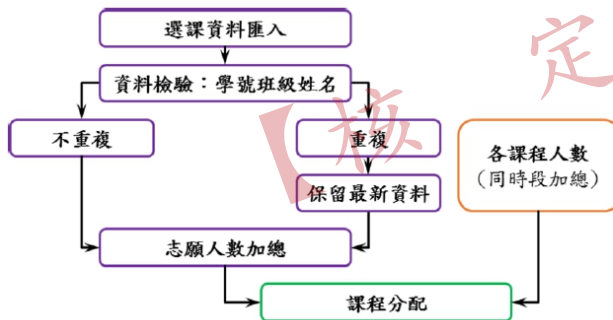 選課資料匯入
資料檢驗：學號班級姓名
不重複
重複
保留最新資料
志願人數加總
各課程人數
（同時段加總）
課程分配
【核定